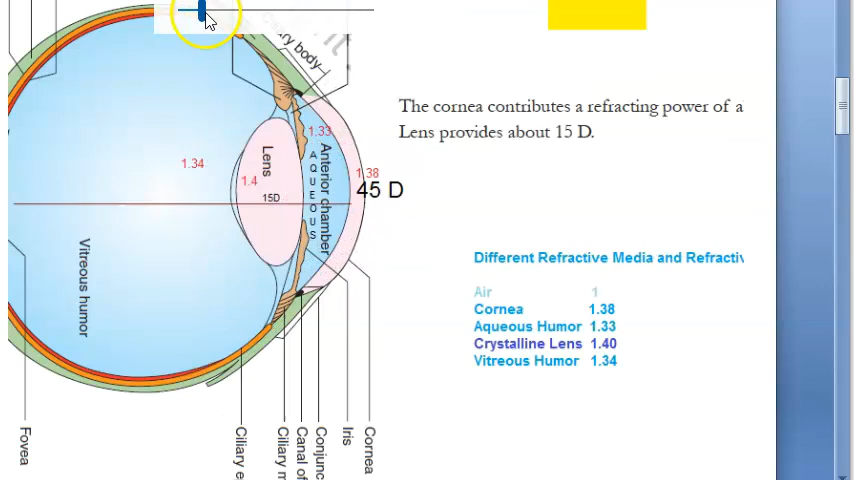 ary body
The cornea contributes a refracting power of a
Lens provides about 15 D.
1.33
1.34
Lens
1.4
15D
AQUEOUS
Anterior chamber
1.38
45 D
Vitreous humor
Different Refractive Media and Refractiv
Air 1
Cornea 1.38
Aqueous Humor 1.33
Crystalline Lens 1.40
Vitreous Humor 1.34
Fovea
Ciliary e
Ciliary m
Canal of
Conjunc
Iris
Cornea